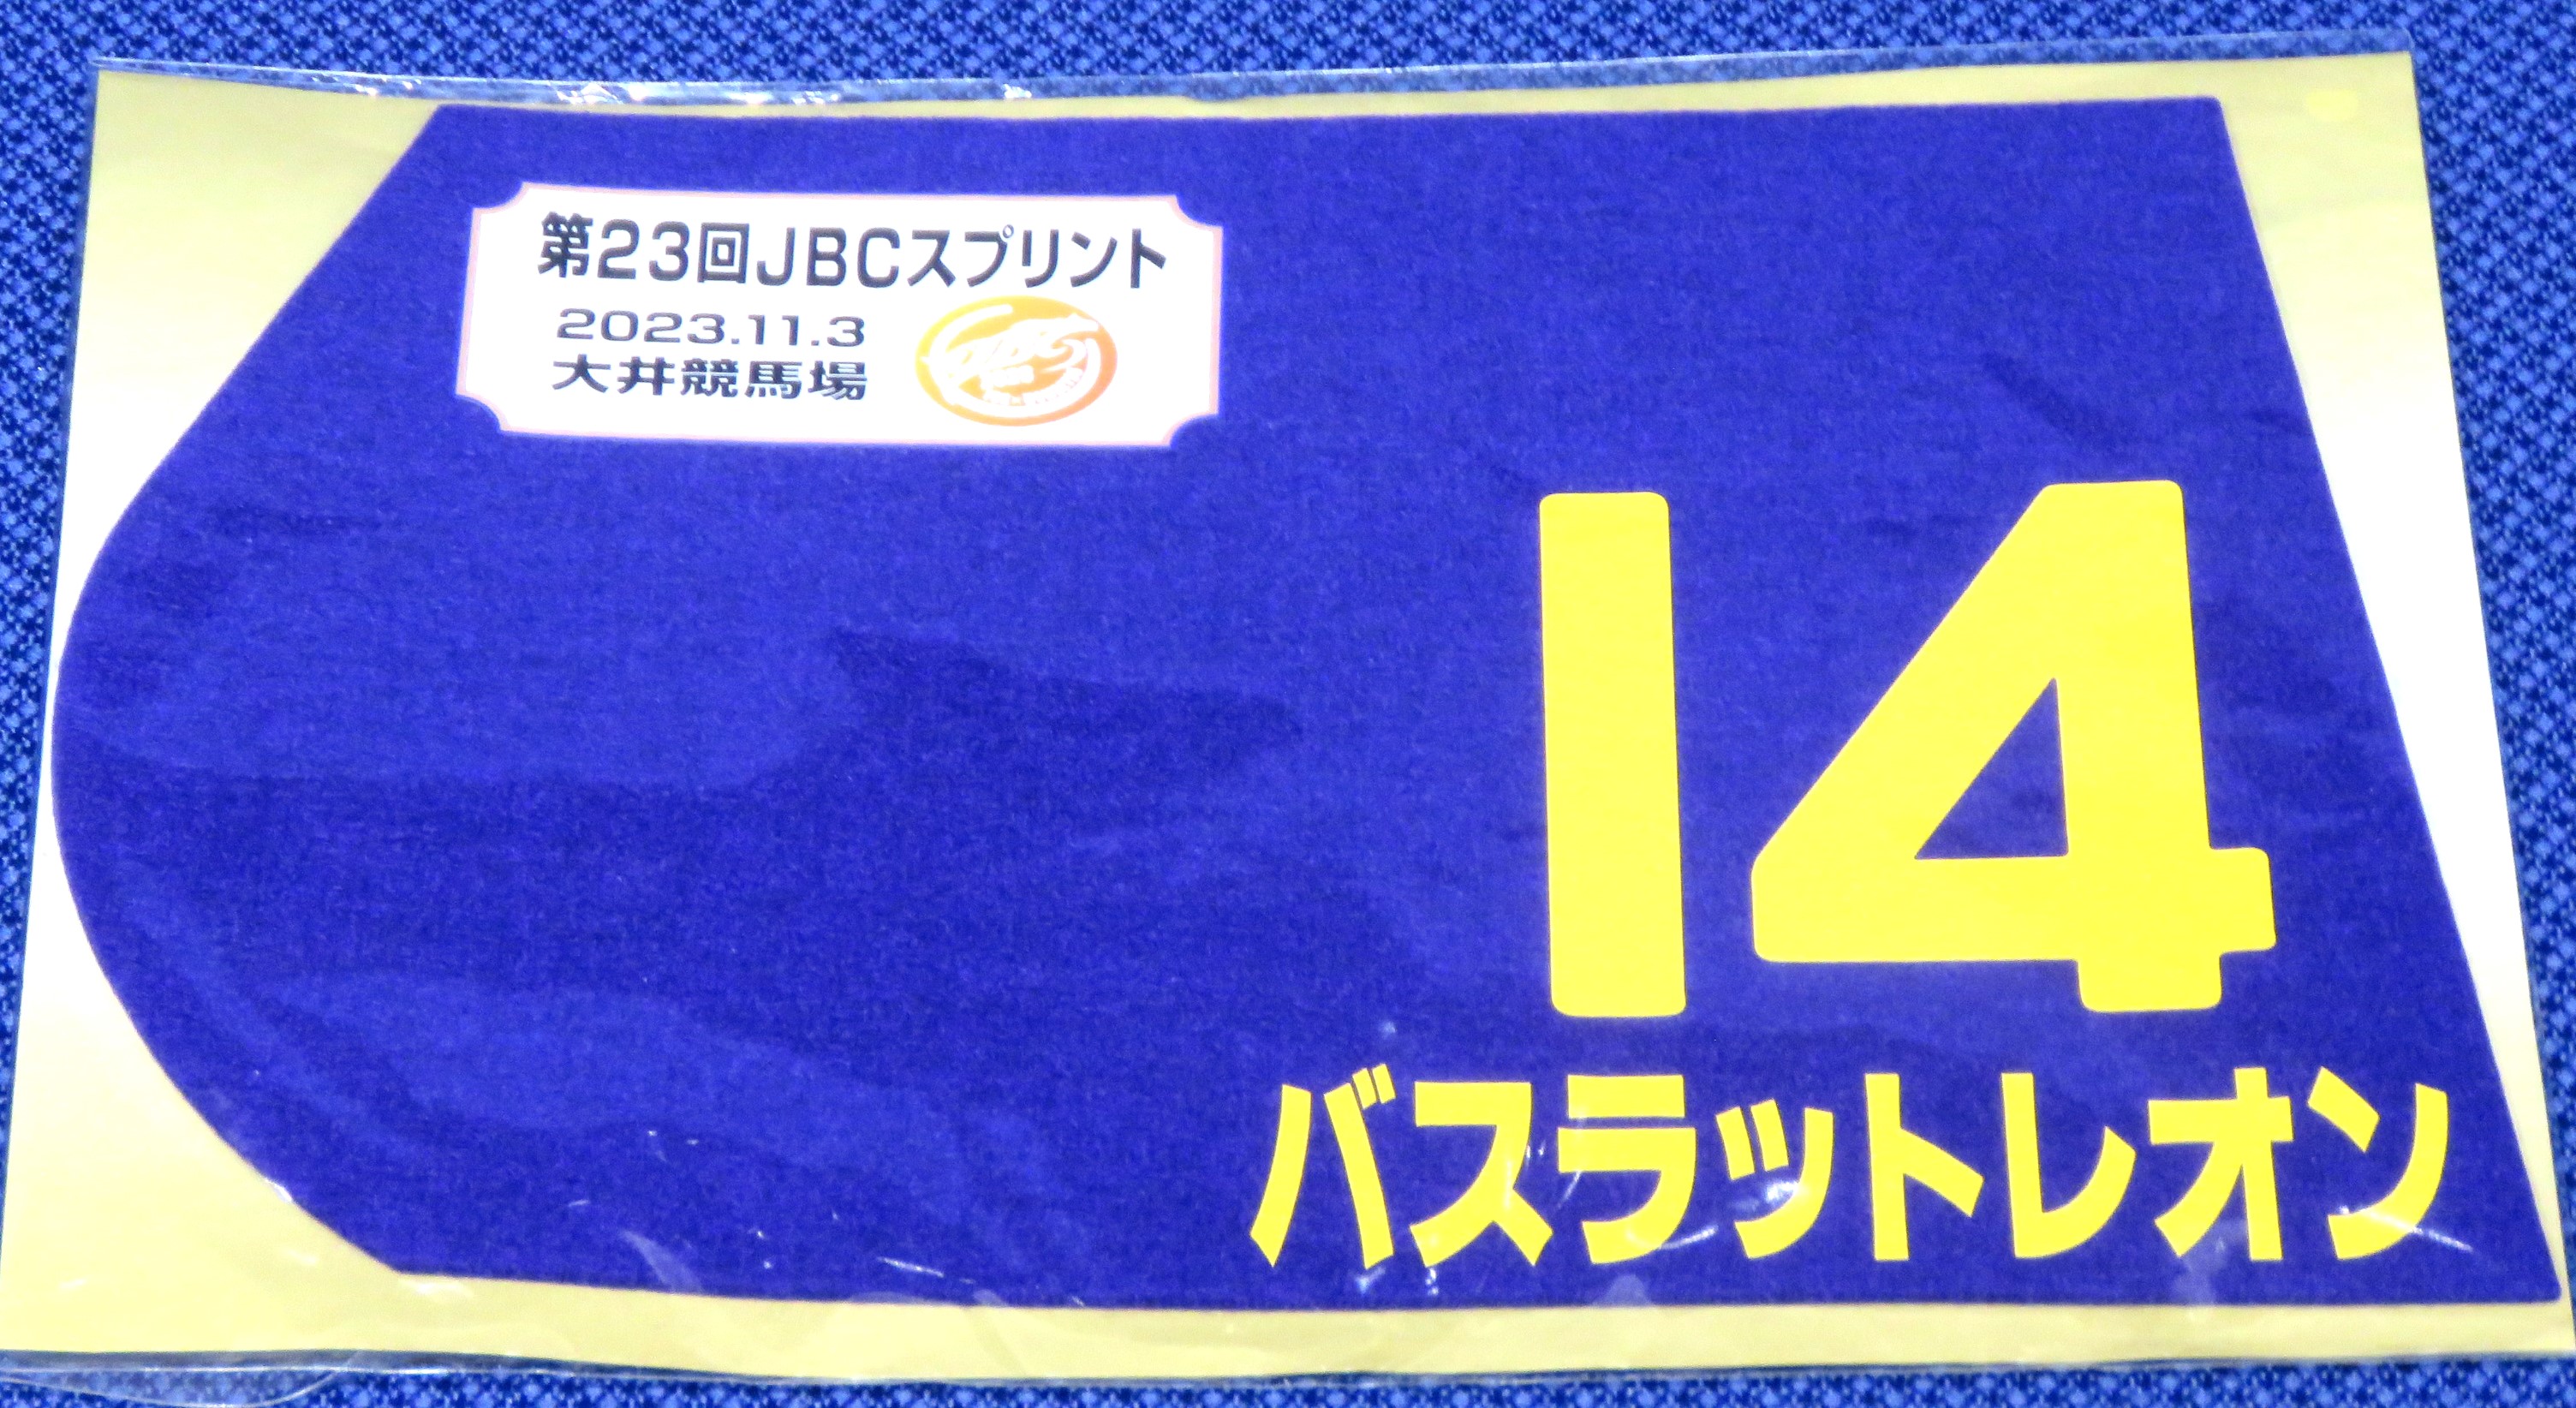 第23回JBCスプリント
2023.11.3
大井競馬場
14
バスラットレオン